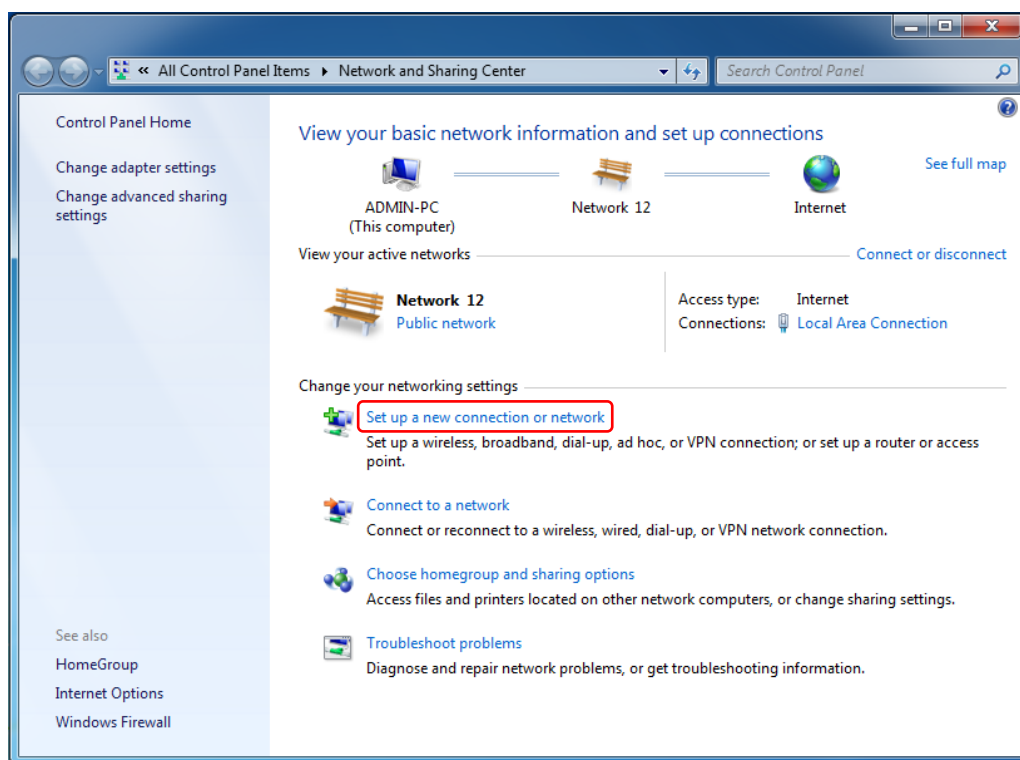 « All Control Panel Items ▸ Network and Sharing Center
Search Control Panel
Control Panel Home
Change adapter settings
Change advanced sharing
settings
See also
HomeGroup
Internet Options
Windows Firewall
View your basic network information and set up connections
See full map
ADMIN-PC
(This computer)
Network 12
Internet
View your active networks
Connect or disconnect
Network 12
Public network
Access type: Internet
Connections: Local Area Connection
Change your networking settings
Set up a new connection or network
Set up a wireless, broadband, dial-up, ad hoc, or VPN connection; or set up a router or access
point.
Connect to a network
Connect or reconnect to a wireless, wired, dial-up, or VPN network connection.
Choose homegroup and sharing options
Access files and printers located on other network computers, or change sharing settings.
Troubleshoot problems
Diagnose and repair network problems, or get troubleshooting information.